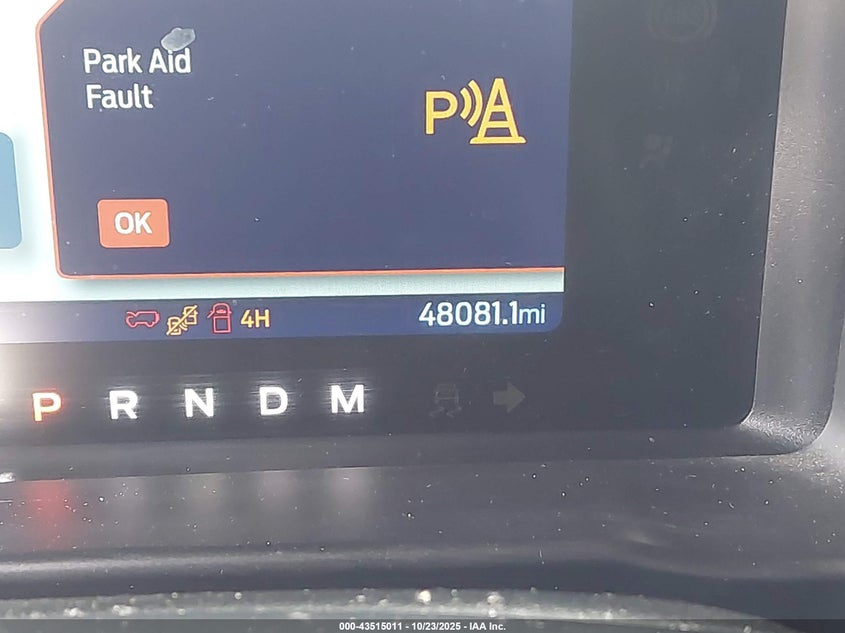 Park Aid
Fault
P
OK
4H
48081.1mi
P R N D M
000-43515011 - 10/23/2025 - IAA Inc.